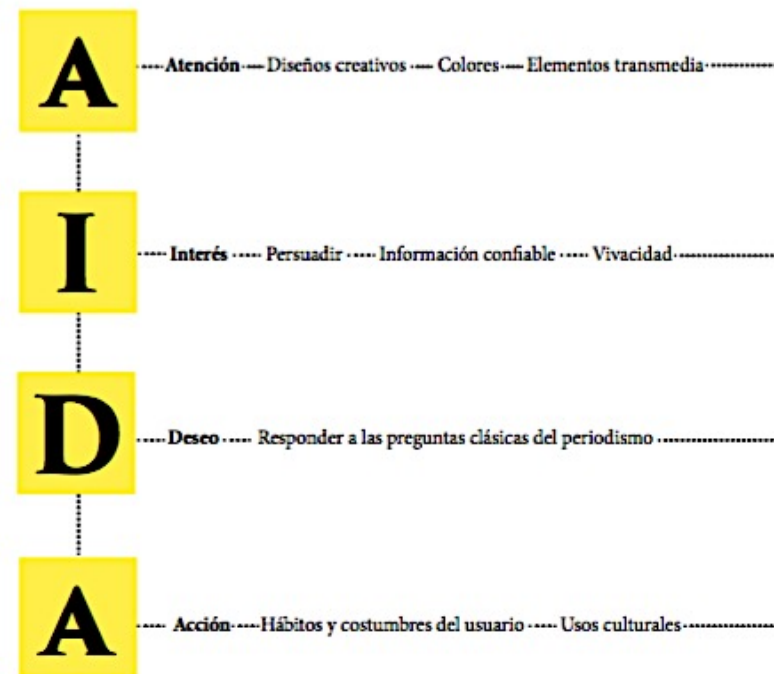 A
Atención Diseños creativos Colores Elementos transmedia
I
Interés Persuadir Información confiable Vivacidad
D
Deseo Responder a las preguntas clásicas del periodismo
A
Acción Hábitos y costumbres del usuario Usos culturales